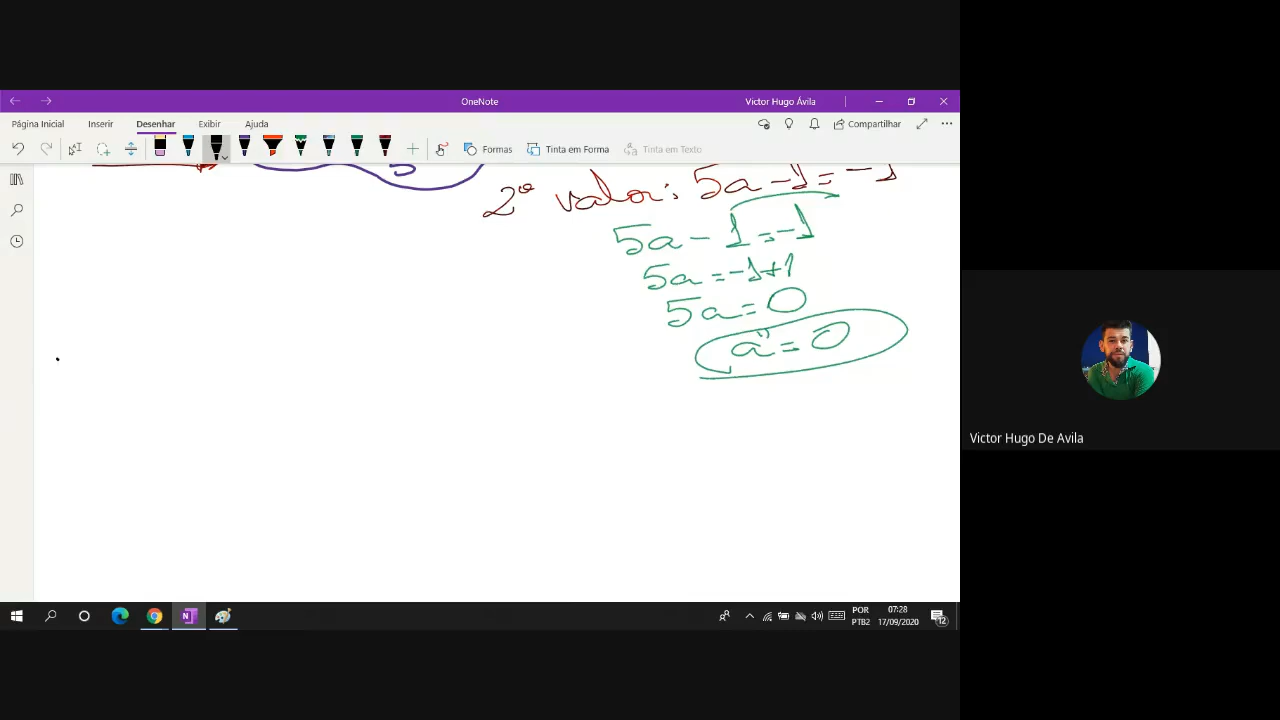 OneNote
Victor Hugo Ávila
Página Inicial Inserir Desenhar Exibir Ajuda
Compartilhar
Formas Tinta em Forma Tinta em Texto
2º valor: 5a - 1 = -1
5a - 1 = -1
5a = -1 + 1
5a = 0
a" = 0
Victor Hugo De Avila
POR
PTB2
07:28
17/09/2020
12